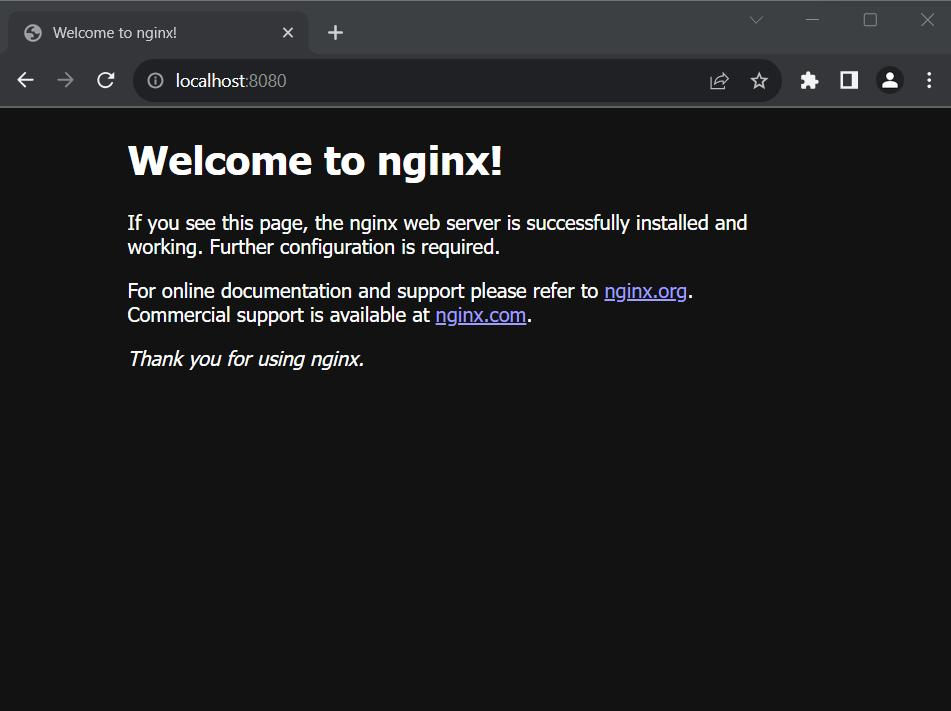 Welcome to nginx!
localhost:8080
Welcome to nginx!
If you see this page, the nginx web server is successfully installed and
working. Further configuration is required.
For online documentation and support please refer to nginx.org.
Commercial support is available at nginx.com.
Thank you for using nginx.